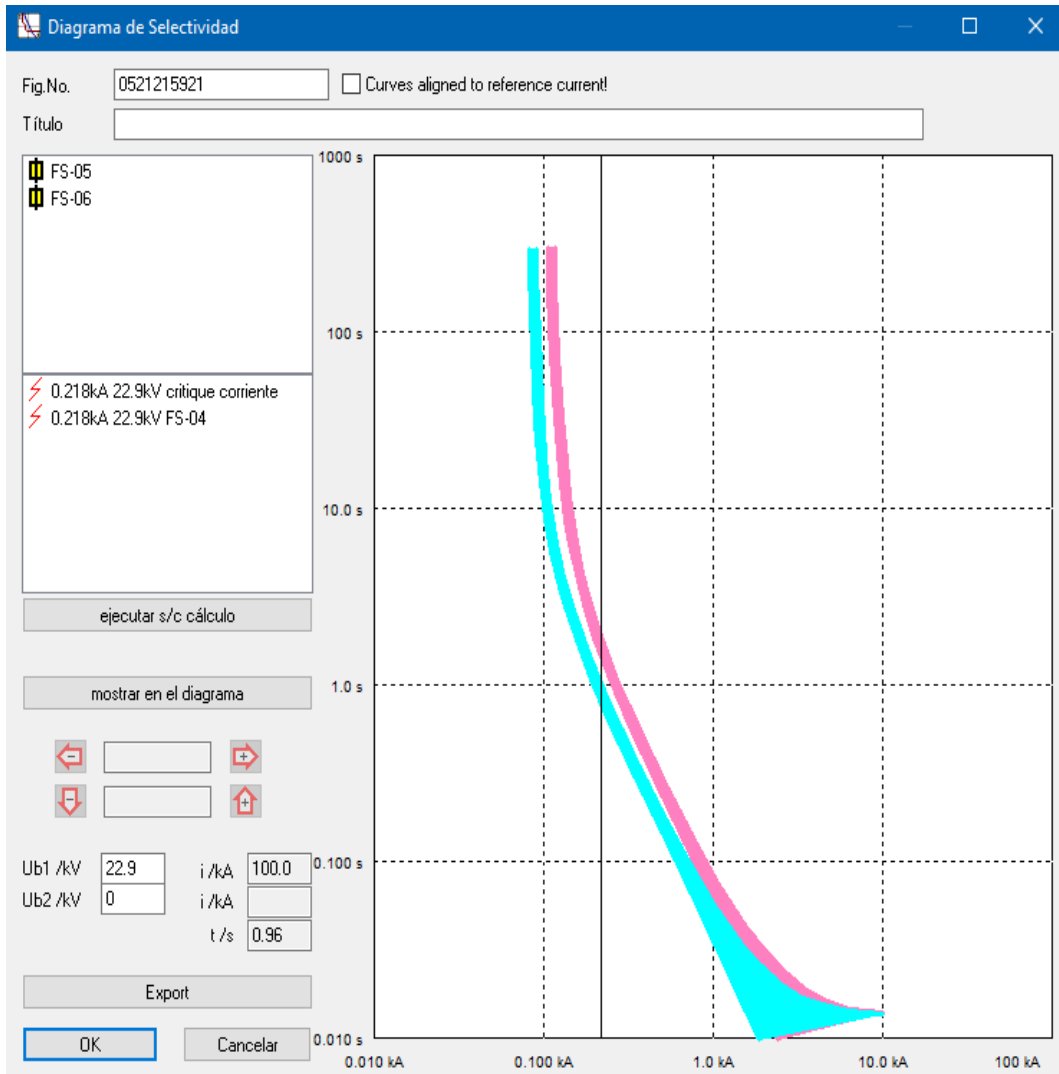 Diagrama de Selectividad
Fig.No. 0521215921 Curves aligned to reference current!
Título
FS-05
FS-06
0.218kA 22.9kV critique corriente
0.218kA 22.9kV FS-04
ejecutar s/c cálculo
mostrar en el diagrama
- +
- +
Ub1 /kV 22.9 i /kA 100.0
Ub2 /kV 0 i /kA
t /s 0.96
Export
OK Cancelar
1000 s
100 s
10.0 s
1.0 s
0.100 s
0.010 s
0.010 kA 0.100 kA 1.0 kA 10.0 kA 100 kA